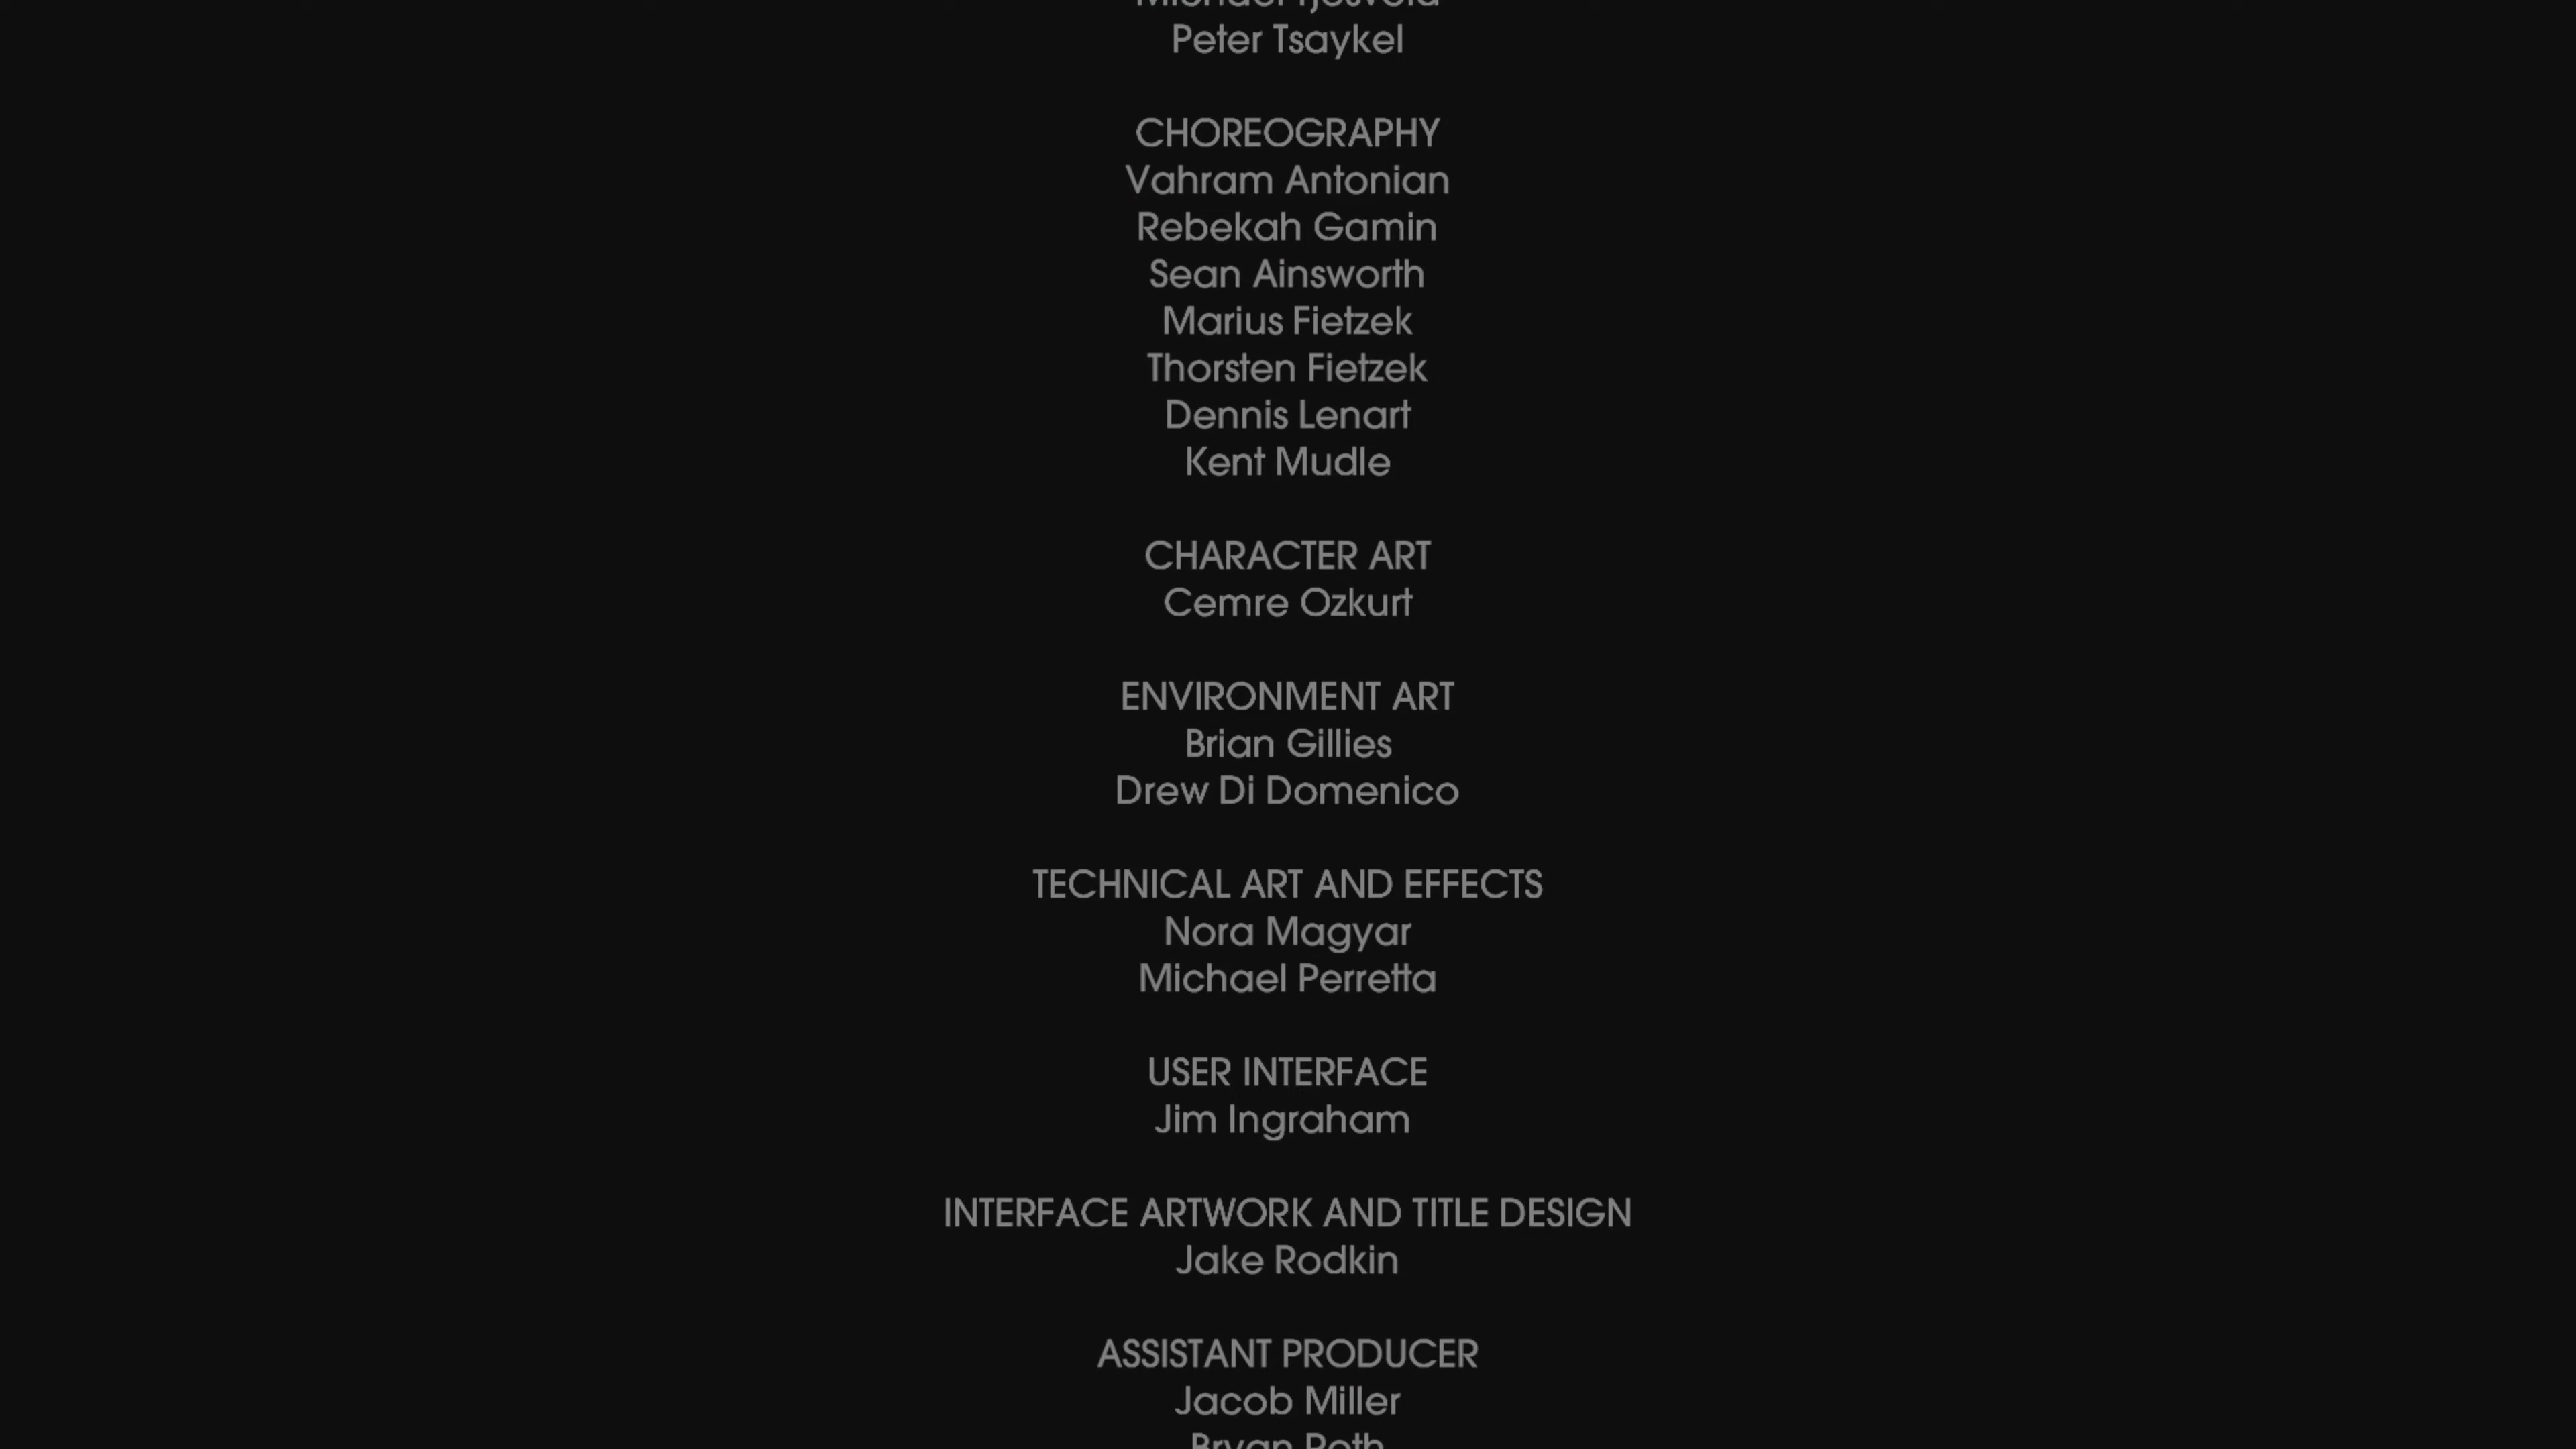 Peter Tsaykel
CHOREOGRAPHY
Vahram Antonian
Rebekah Gamin
Sean Ainsworth
Marius Fietzek
Thorsten Fietzek
Dennis Lenart
Kent Mudle
CHARACTER ART
Cemre Ozkurt
ENVIRONMENT ART
Brian Gillies
Drew Di Domenico
TECHNICAL ART AND EFFECTS
Nora Magyar
Michael Perretta
USER INTERFACE
Jim Ingraham
INTERFACE ARTWORK AND TITLE DESIGN
Jake Rodkin
ASSISTANT PRODUCER
Jacob Miller